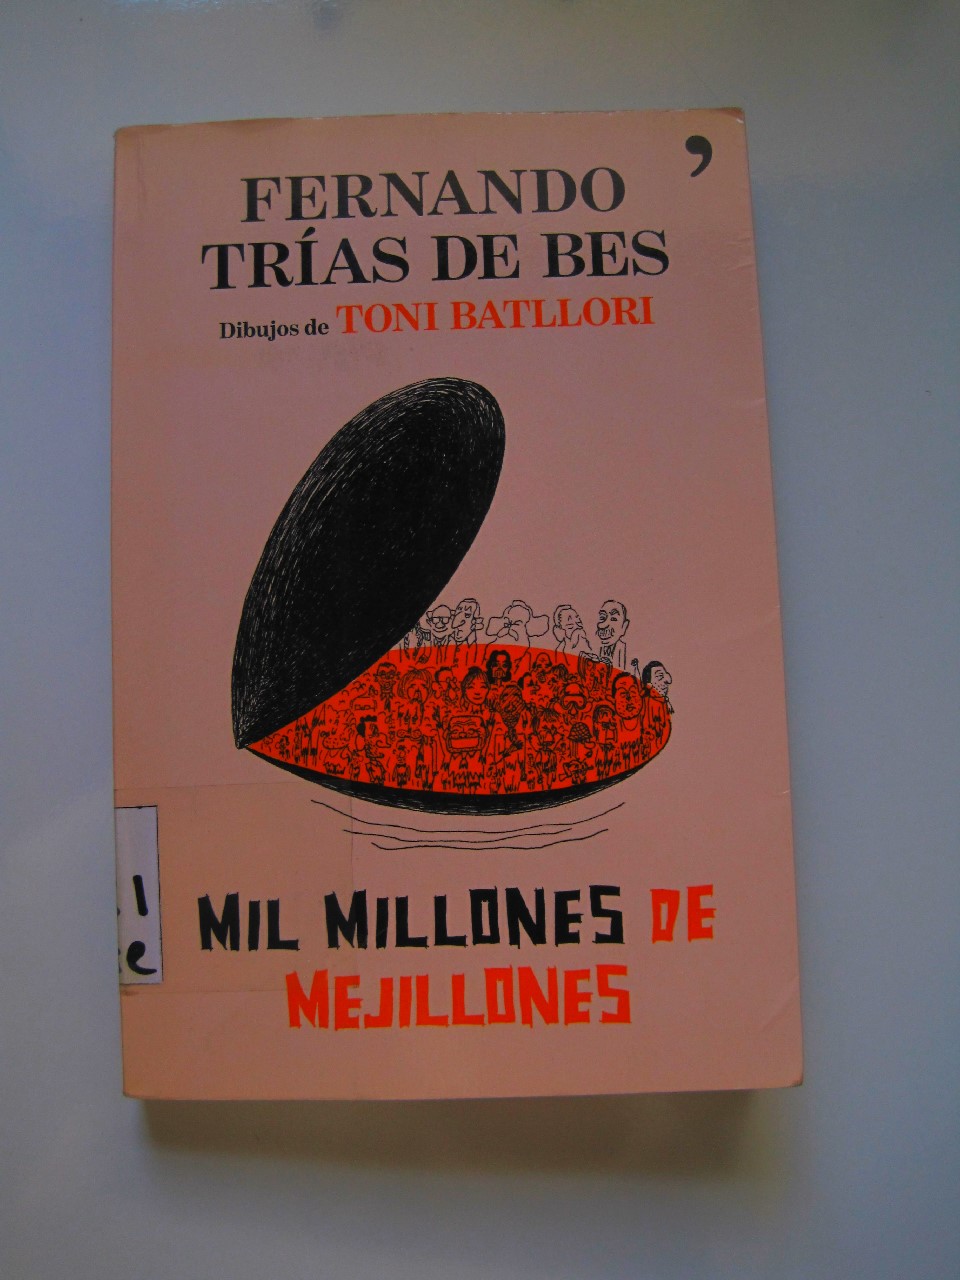 FERNANDO
TRÍAS DE BES
Dibujos de TONI BATLLORI
MIL MILLONES DE
MEJILLONES